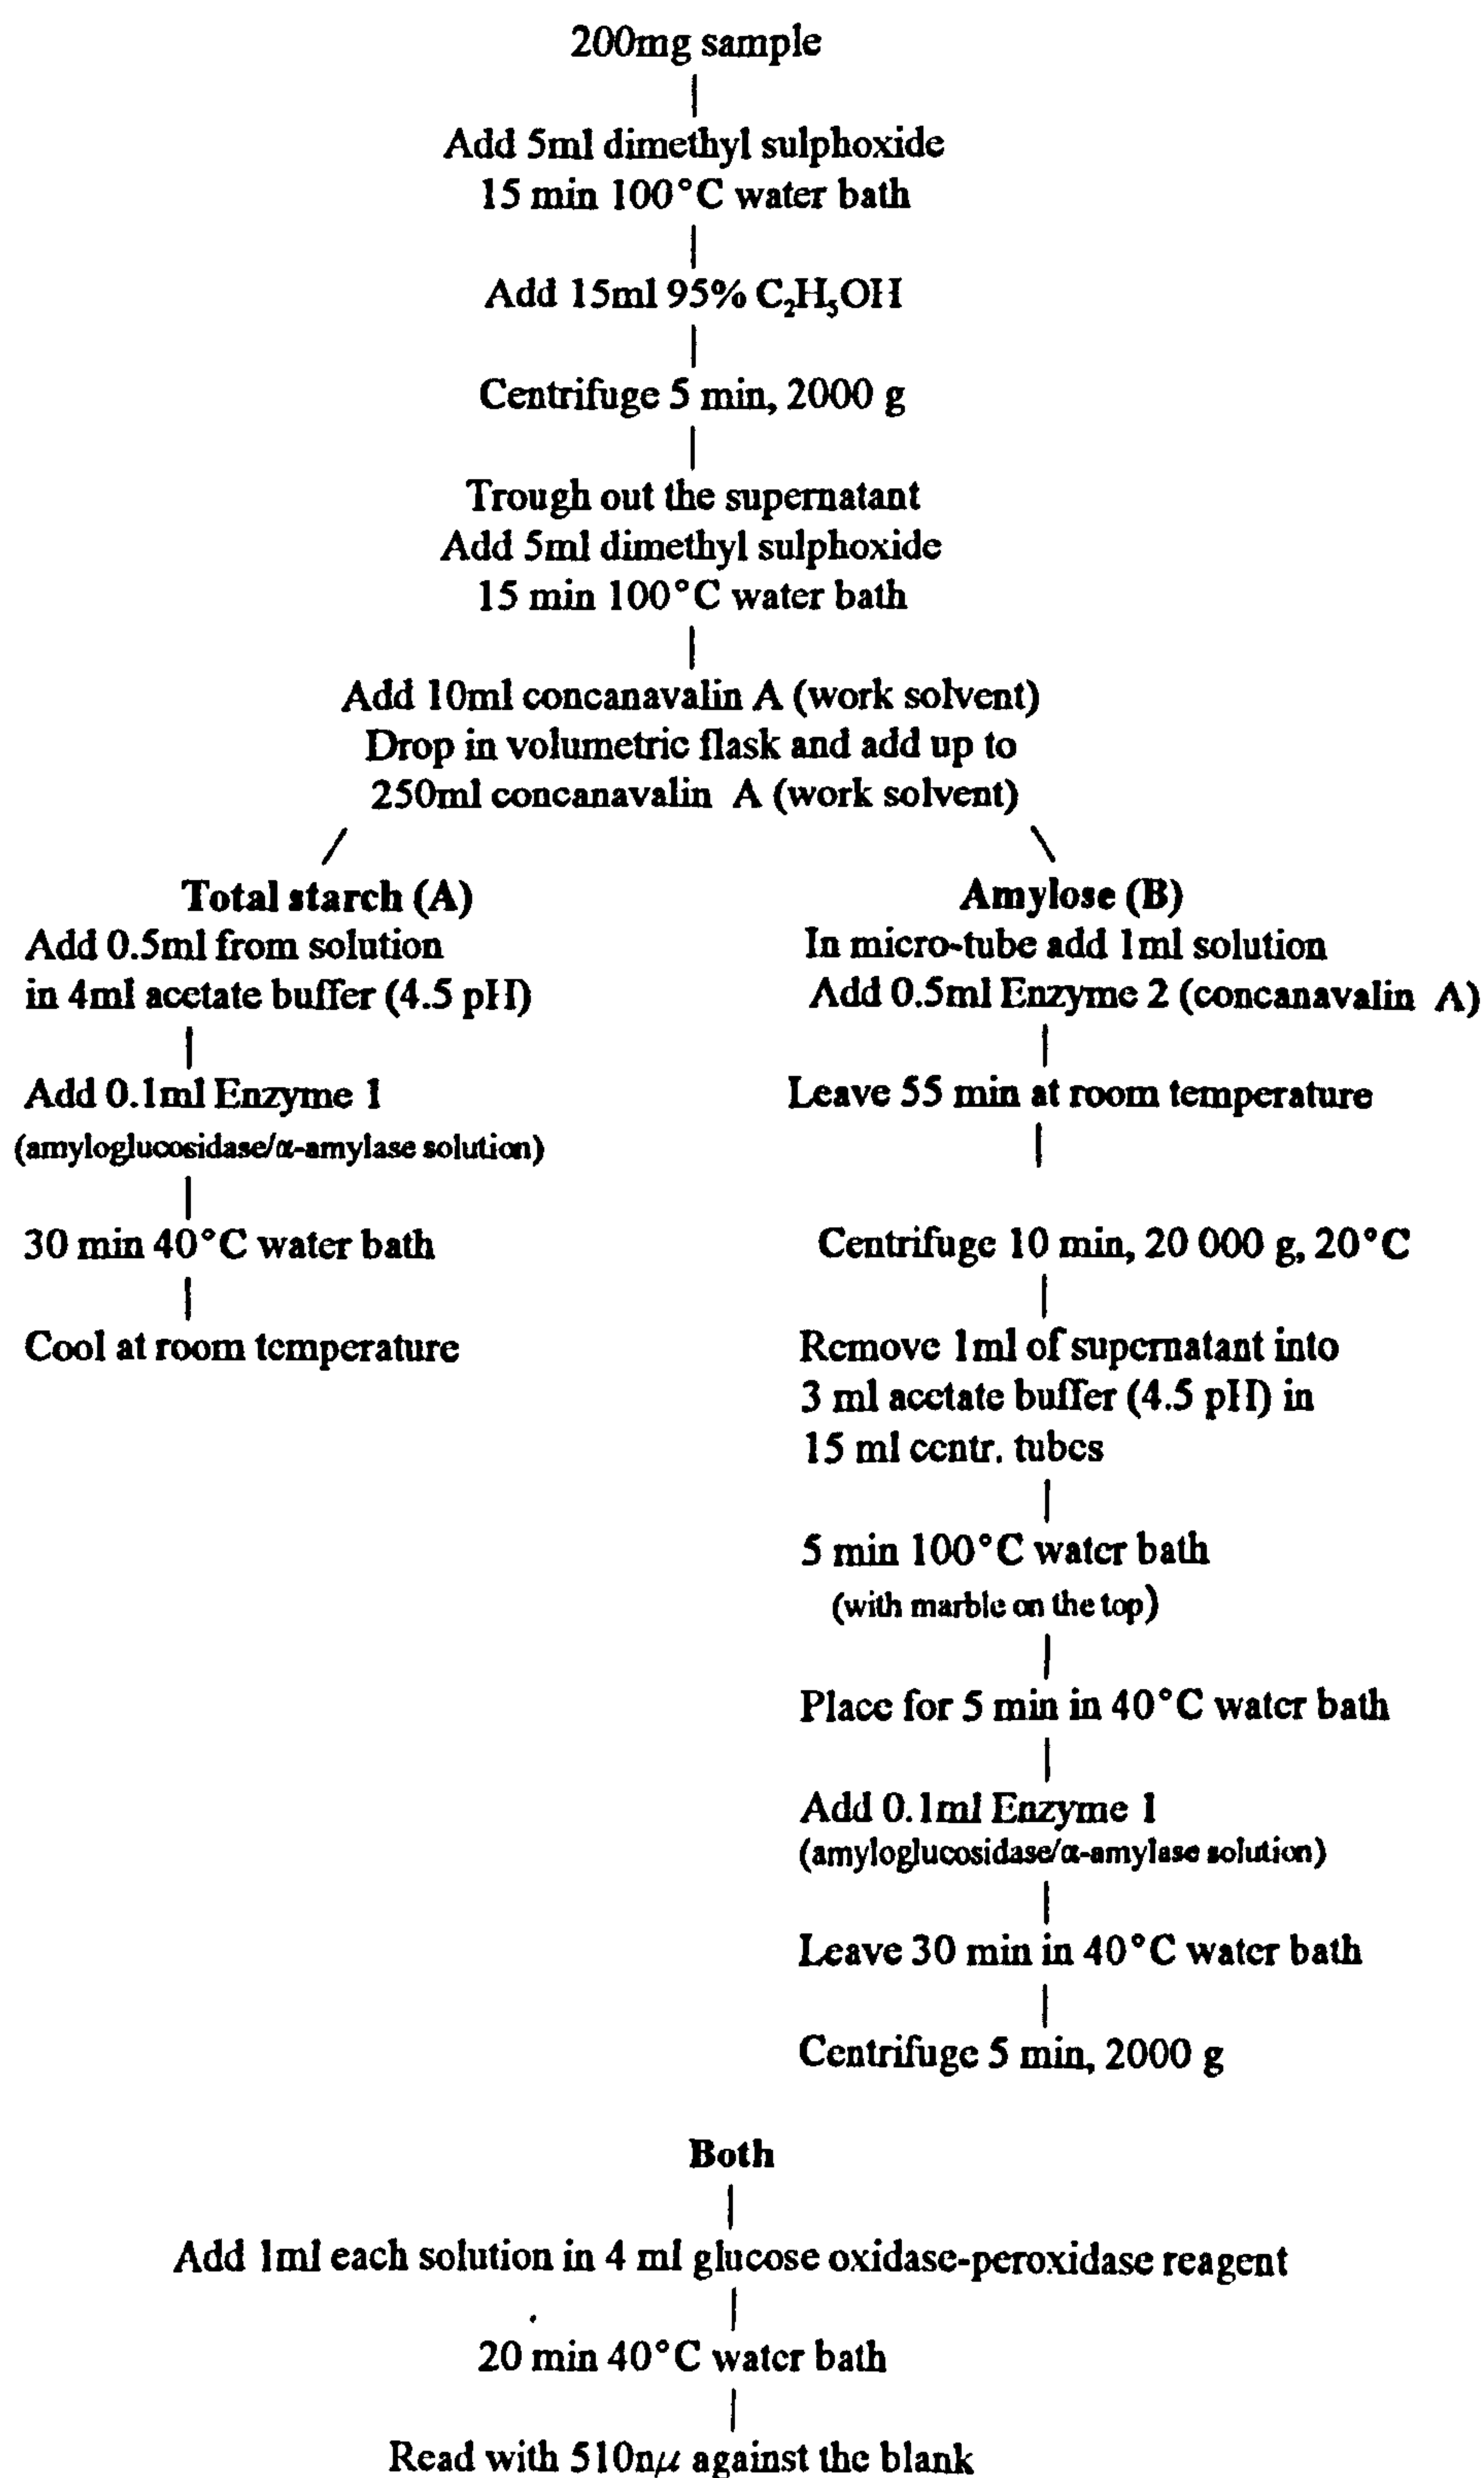 200mg sample
Add 5ml dimethyl sulphoxide
15 min 100°C water bath
Add 15ml 95% C₂H₅OH
Centrifuge 5 min, 2000 g
Trough out the supernatant
Add 5ml dimethyl sulphoxide
15 min 100°C water bath
Add 10ml concanavalin A (work solvent)
Drop in volumetric flask and add up to
250ml concanavalin A (work solvent)
Total starch (A)
Add 0.5ml from solution
in 4ml acetate buffer (4.5 pH)
Add 0.1ml Enzyme 1
(amyloglucosidase/α-amylase solution)
30 min 40°C water bath
Cool at room temperature
Amylose (B)
In micro-tube add 1ml solution
Add 0.5ml Enzyme 2 (concanavalin A)
Leave 55 min at room temperature
Centrifuge 10 min, 20 000 g, 20°C
Remove 1ml of supernatant into
3 ml acetate buffer (4.5 pH) in
15 ml centr. tubes
5 min 100°C water bath
(with marble on the top)
Place for 5 min in 40°C water bath
Add 0.1ml Enzyme 1
(amyloglucosidase/α-amylase solution)
Leave 30 min in 40°C water bath
Centrifuge 5 min, 2000 g
Both
Add 1ml each solution in 4 ml glucose oxidase-peroxidase reagent
20 min 40°C water bath
Read with 510nμ against the blank